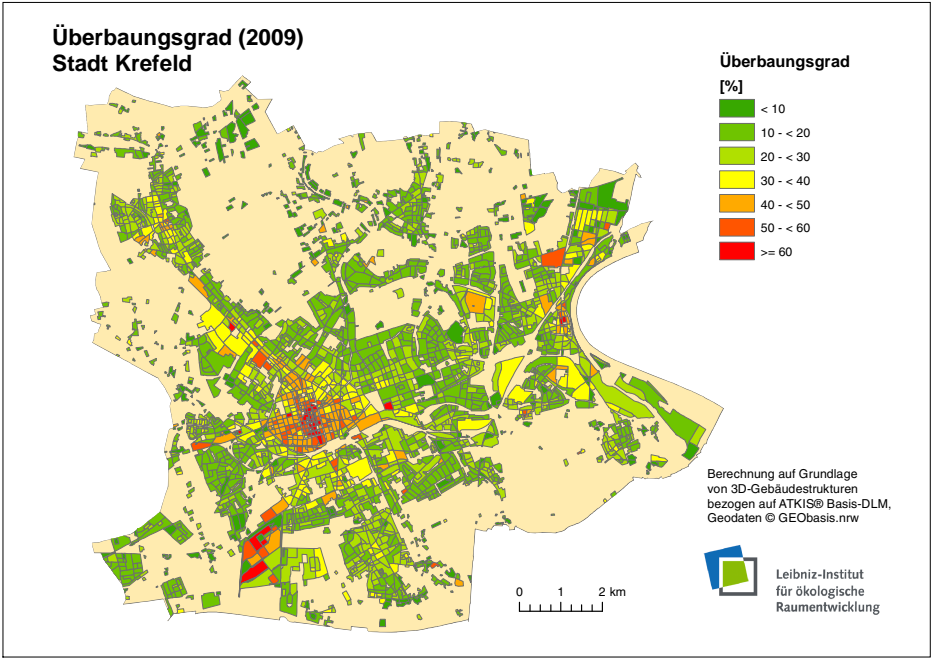 Überbaungsgrad (2009)
Stadt Krefeld
Überbaungsgrad
[%]
< 10
10 - < 20
20 - < 30
30 - < 40
40 - < 50
50 - < 60
>= 60
Berechnung auf Grundlage
von 3D-Gebäudestrukturen
bezogen auf ATKIS® Basis-DLM,
Geodaten © GEObasis.nrw
Leibniz-Institut
für ökologische
Raumentwicklung
0 1 2 km